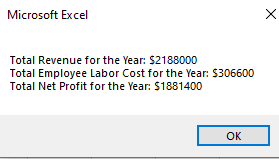 Microsoft Excel
Total Revenue for the Year: $2188000
Total Employee Labor Cost for the Year: $306600
Total Net Profit for the Year: $1881400
OK